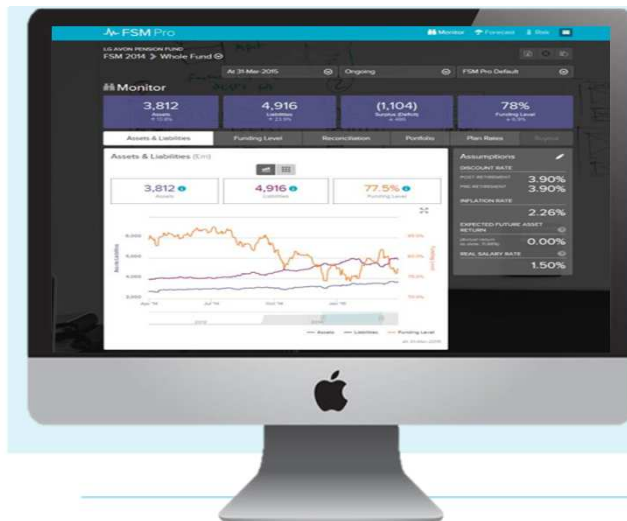 FSM Pro
Monitor Forecast Risk
LG AVON PENSION FUND
FSM 2014 Whole Fund
At 31-Mar-2015 Ongoing FSM Pro Default
Monitor
3,812 4,916 (1,104) 78%
Assets Liabilities Surplus (Deficit) Funding Level
Assets & Liabilities Funding Level Reconciliation Portfolio Plan Rates
Assets & Liabilities (£m)
3,812 4,916 77.5%
Assets Liabilities Funding Level
Assumptions
DISCOUNT RATE
POST RETIREMENT 3.90%
PRE RETIREMENT 3.90%
INFLATION RATE
2.26%
EXPECTED FUTURE ASSET
RETURN
0.00%
REAL SALARY RATE
1.50%
Assets Liabilities Funding Level